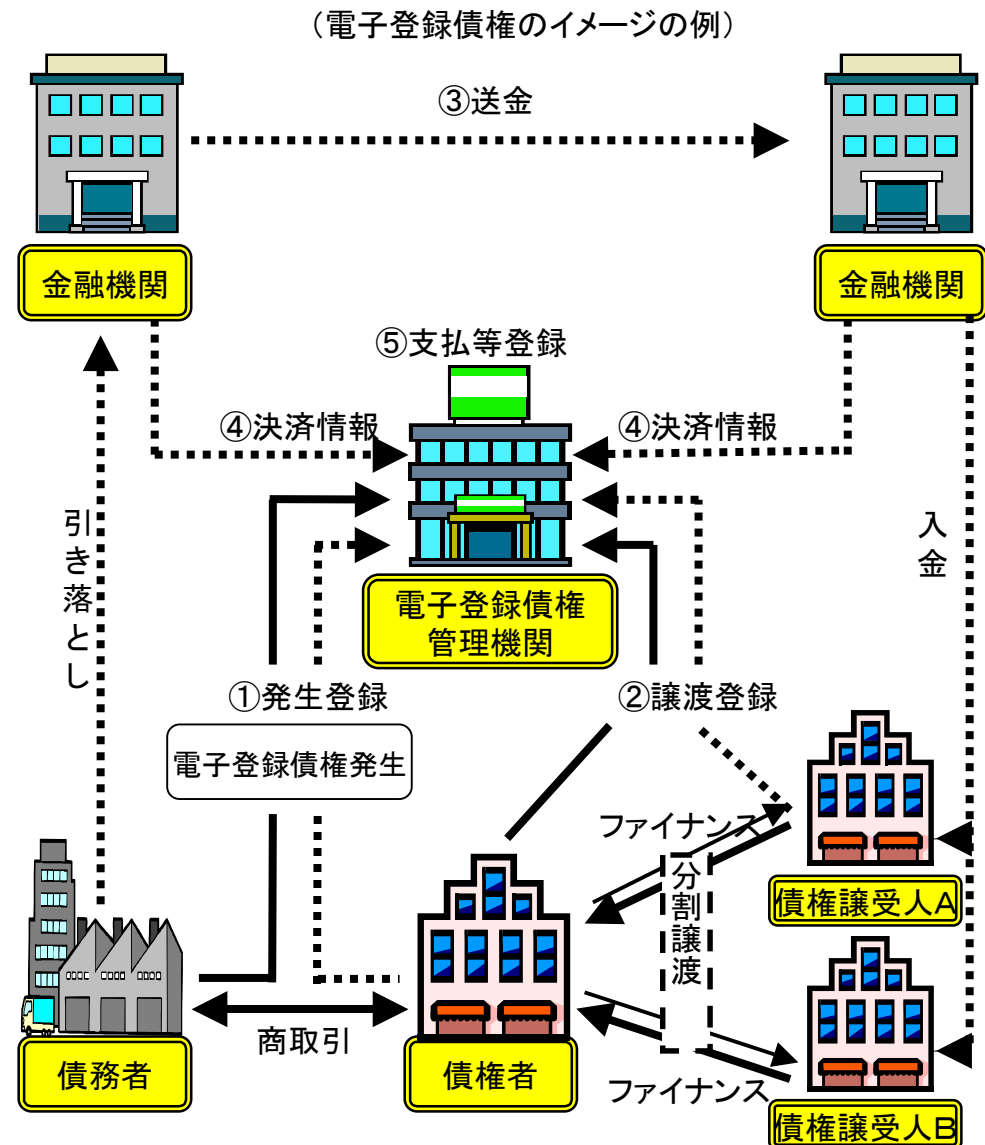 （電子登録債権のイメージの例）
③送金
金融機関
金融機関
⑤支払等登録
④決済情報
④決済情報
引き落とし
入金
電子登録債権
管理機関
①発生登録
②譲渡登録
電子登録債権発生
ファイナンス
分割譲渡
債権譲受人A
商取引
債務者
債権者
ファイナンス
債権譲受人B